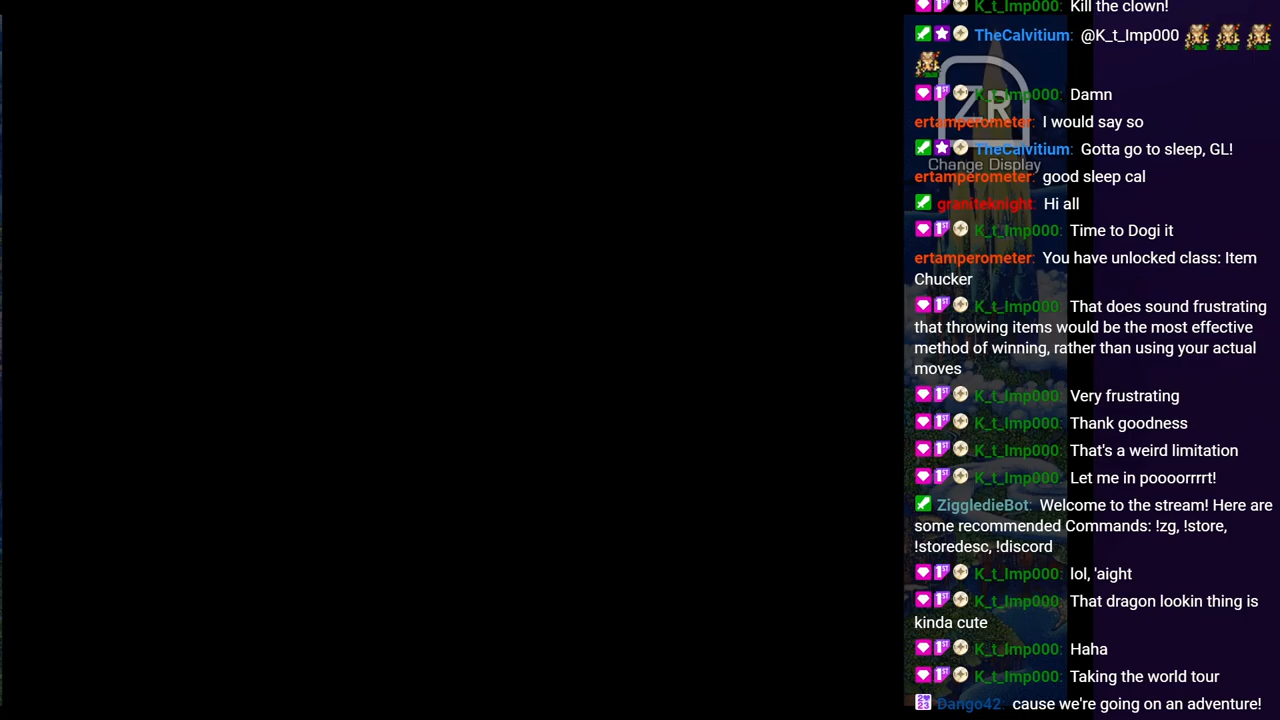 K_t_Imp000: Kill the clown!
TheCalvitium: @K_t_Imp000
K_t_Imp000: Damn
ertamperometer: I would say so
TheCalvitium: Gotta go to sleep, GL!
ertamperometer: good sleep cal
graniteknight: Hi all
K_t_Imp000: Time to Dogi it
ertamperometer: You have unlocked class: Item
Chucker
K_t_Imp000: That does sound frustrating
that throwing items would be the most effective
method of winning, rather than using your actual
moves
K_t_Imp000: Very frustrating
K_t_Imp000: Thank goodness
K_t_Imp000: That's a weird limitation
K_t_Imp000: Let me in poooorrrt!
ZiggledieBot: Welcome to the stream! Here are
some recommended Commands: !zg, !store,
!storedesc, !discord
K_t_Imp000: lol, 'aight
K_t_Imp000: That dragon lookin thing is
kinda cute
K_t_Imp000: Haha
K_t_Imp000: Taking the world tour
Dango42: cause we're going on an adventure!
ZR
Change Display